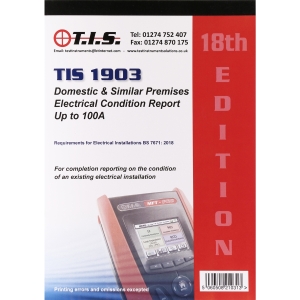 T.I.S.
Tel: 01274 752 407
Fax: 01274 870 175
18th
EDITION
TIS 1903
Domestic & Similar Premises
Electrical Condition Report
Up to 100A
Requirements for Electrical Installations BS 7671: 2018
For completion reporting on the condition
of an existing electrical installation
Printing errors and omissions excepted